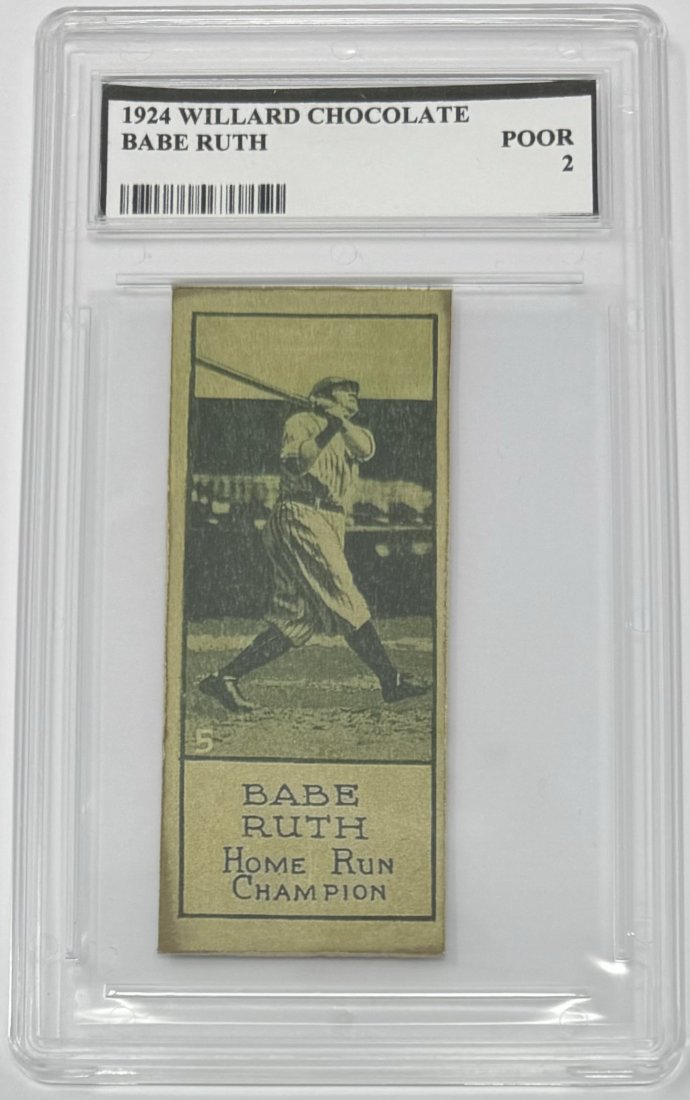 1924 WILLARD CHOCOLATE
BABE RUTH
POOR
2
5
BABE
RUTH
HOME RUN
CHAMPION